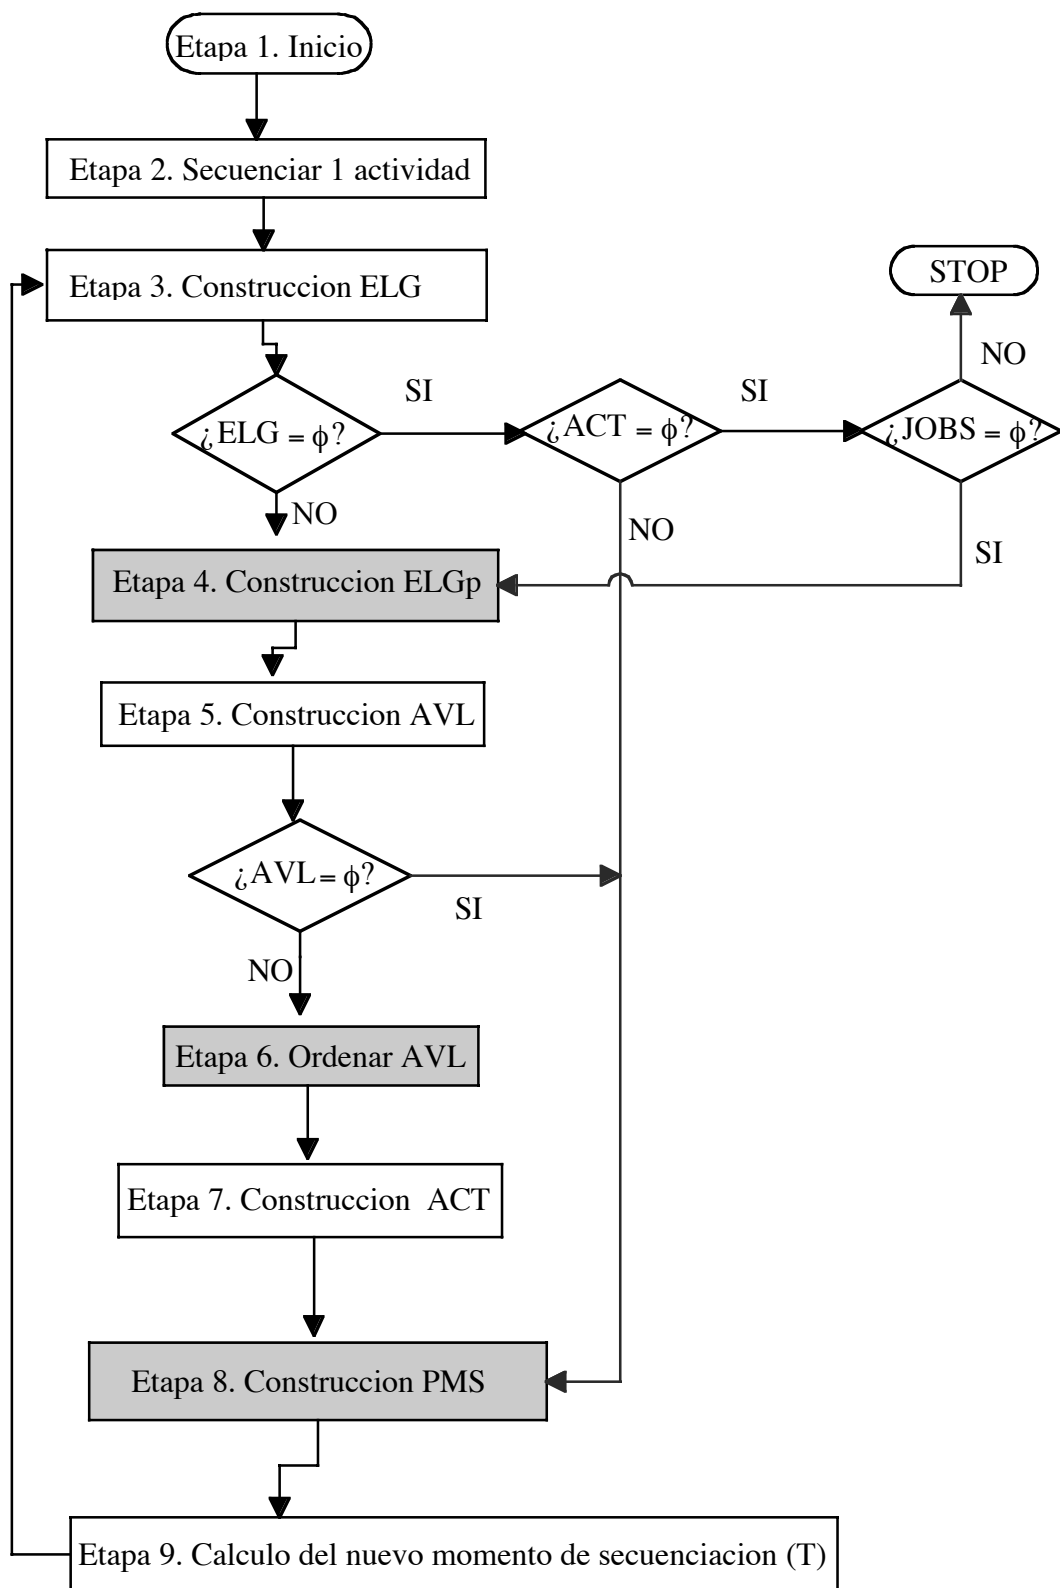 Etapa 1. Inicio
Etapa 2. Secuenciar 1 actividad
Etapa 3. Construccion ELG
STOP
NO
SI
SI
¿ELG = ϕ?
¿ACT = ϕ?
¿JOBS = ϕ?
NO
NO
SI
Etapa 4. Construccion ELGp
Etapa 5. Construccion AVL
¿AVL = ϕ?
SI
NO
Etapa 6. Ordenar AVL
Etapa 7. Construccion ACT
Etapa 8. Construccion PMS
Etapa 9. Calculo del nuevo momento de secuenciacion (T)